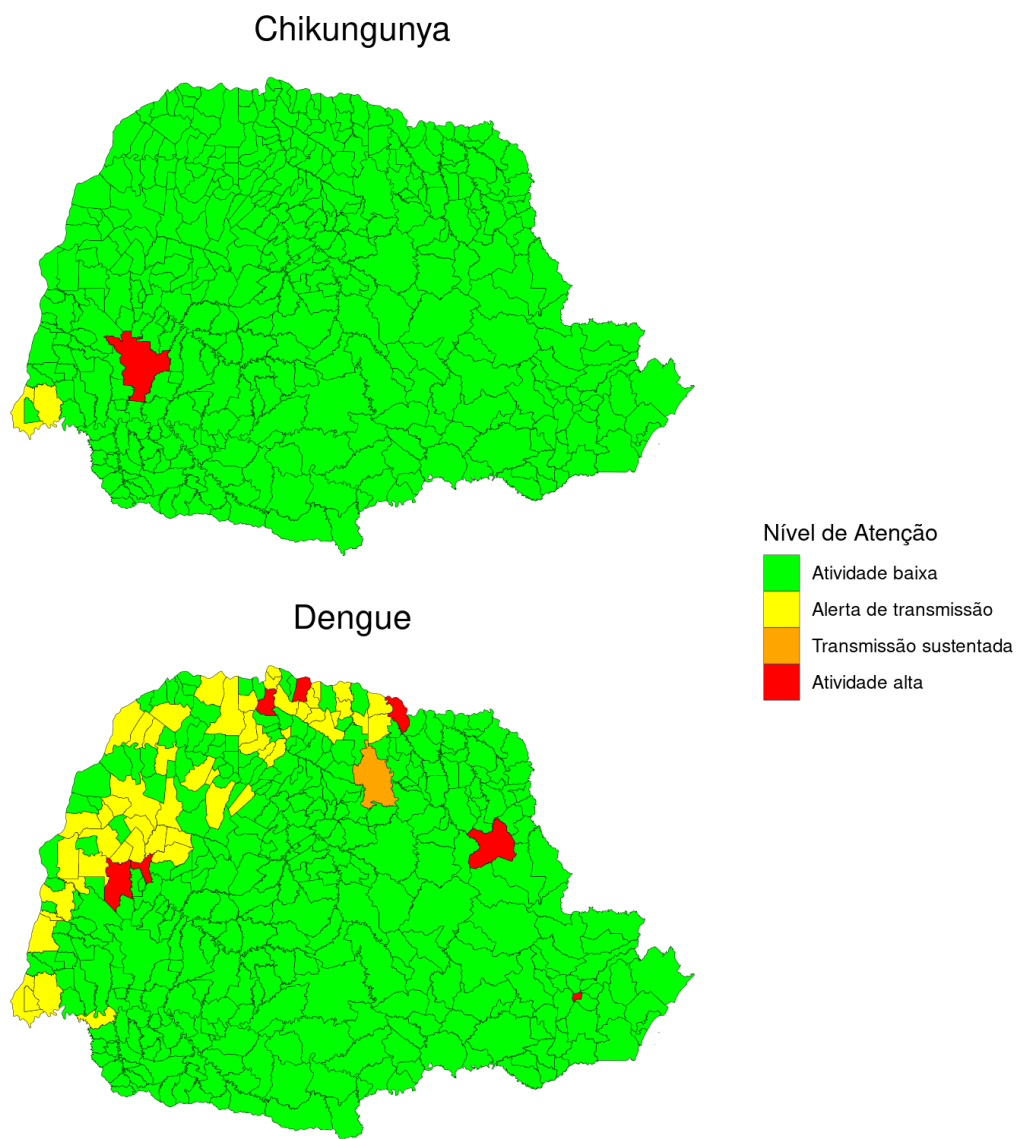 Chikungunya
Nível de Atenção
Atividade baixa
Alerta de transmissão
Transmissão sustentada
Atividade alta
Dengue